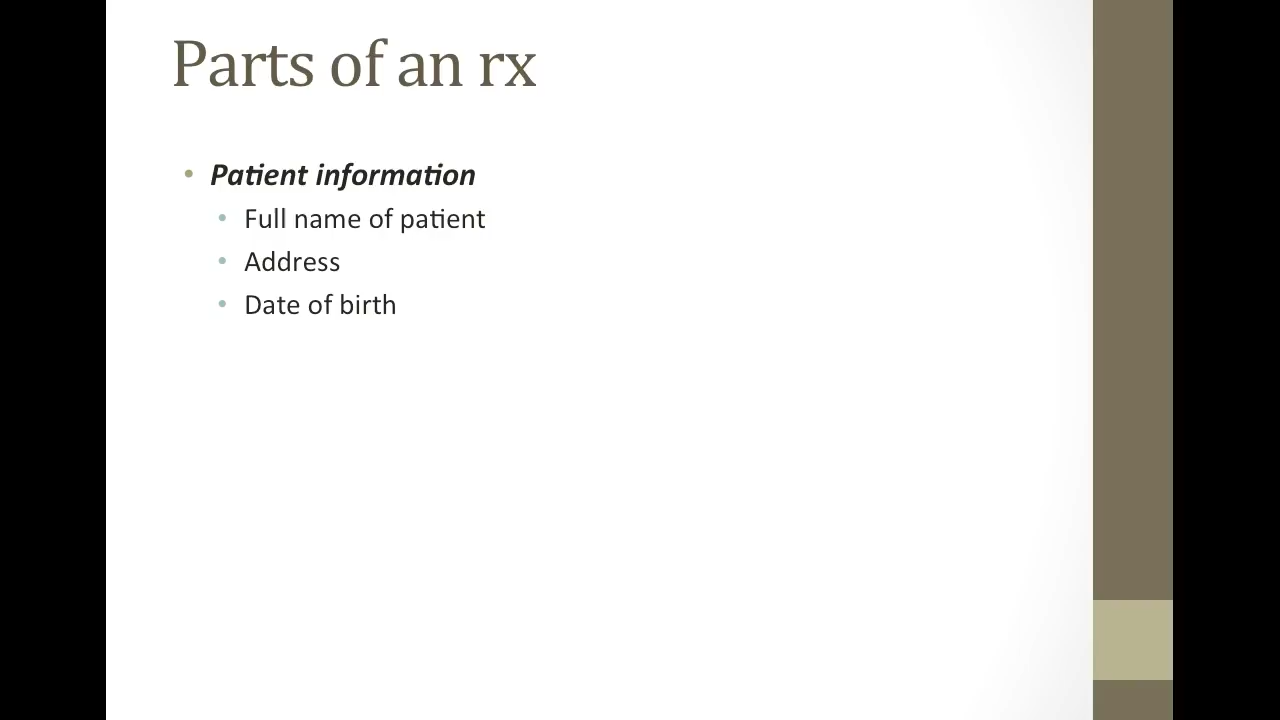 Parts of an rx
• Patient information
• Full name of patient
• Address
• Date of birth